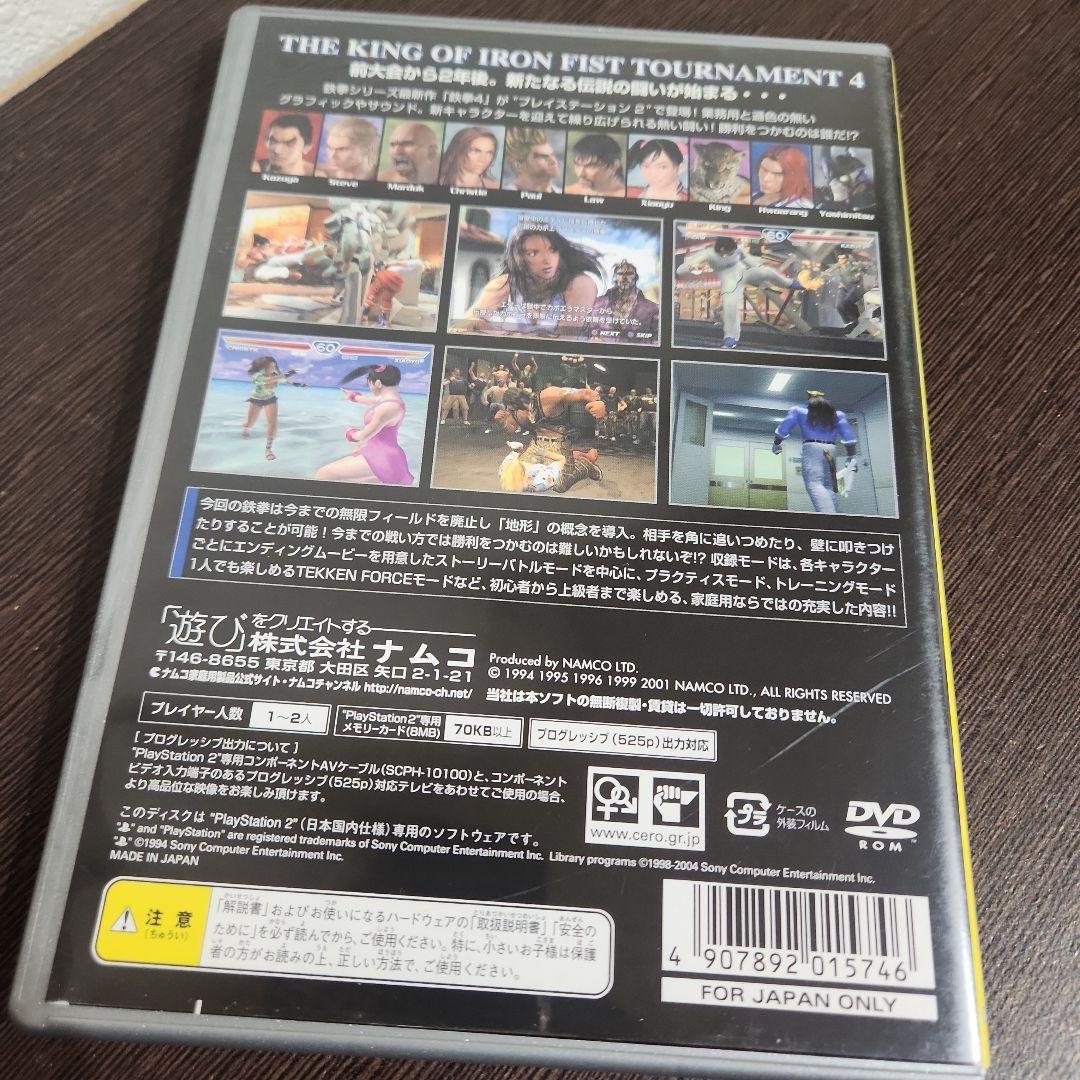 THE KING OF IRON FIST TOURNAMENT 4
前大会から2年後。新たなる伝説の闘いが始まる・・・
鉄拳シリーズ最新作「鉄拳4」が "プレイステーション 2" で登場! 業務用と遜色の無い
グラフィックやサウンド。新キャラクターを迎えて繰り広げられる熱い闘い! 勝利をつかむのは誰だ!?
Kazuya Steve Marduk Christie Paul Law Xiaoyu King Hwoarang Yoshimitsu
60
NEXT SKIP
CHRISTIE 60 XIAOYU
今回の鉄拳は今までの無限フィールドを廃止し「地形」の概念を導入。相手を角に追いつめたり、壁に叩きつけ
たりすることが可能! 今までの戦い方では勝利をつかむのは難しいかもしれないぞ!? 収録モードは、各キャラクター
ごとにエンディングムービーを用意したストーリーバトルモードを中心に、プラクティスモード、トレーニングモード
1人でも楽しめるTEKKEN FORCEモードなど、初心者から上級者まで楽しめる、家庭用ならではの充実した内容!!
「遊び」をクリエイトする
株式会社 ナムコ
〒146-8655 東京都 大田区 矢口 2-1-21
ナムコ家庭用製品公式サイト・ナムコチャンネル http://namco-ch.net/
Produced by NAMCO LTD.
© 1994 1995 1996 1999 2001 NAMCO LTD., ALL RIGHTS RESERVED
当社は本ソフトの無断複製・賃貸は一切許可しておりません。
プレイヤー人数 1〜2人
"PlayStation 2"専用
メモリーカード(8MB) 70KB以上
プログレッシブ(525p)出力対応
[ プログレッシブ出力について ]
"PlayStation 2"専用コンポーネントAVケーブル(SCPH-10100)と、コンポーネント
ビデオ入力端子のあるプログレッシブ(525p)対応テレビをあわせてご使用の場合、
より高品位な映像をお楽しみ頂けます。
www.cero.gr.jp
プラ
ケースの
外装フィルム
DVD
ROM
このディスクは "PlayStation 2" (日本国内仕様) 専用のソフトウェアです。
" " and "PlayStation" are registered trademarks of Sony Computer Entertainment Inc. Library programs ©1998-2004 Sony Computer Entertainment Inc.
" " ©1994 Sony Computer Entertainment Inc.
MADE IN JAPAN
注意
(ちゅうい)
「解説書」およびお使いになるハードウェアの「取扱説明書」「安全の
ために」を必ず読んでから、ご使用ください。特に、小さいお子様は保護
者の方がお読みの上、正しい方法で、ご使用ください。
4 907892 015746
FOR JAPAN ONLY